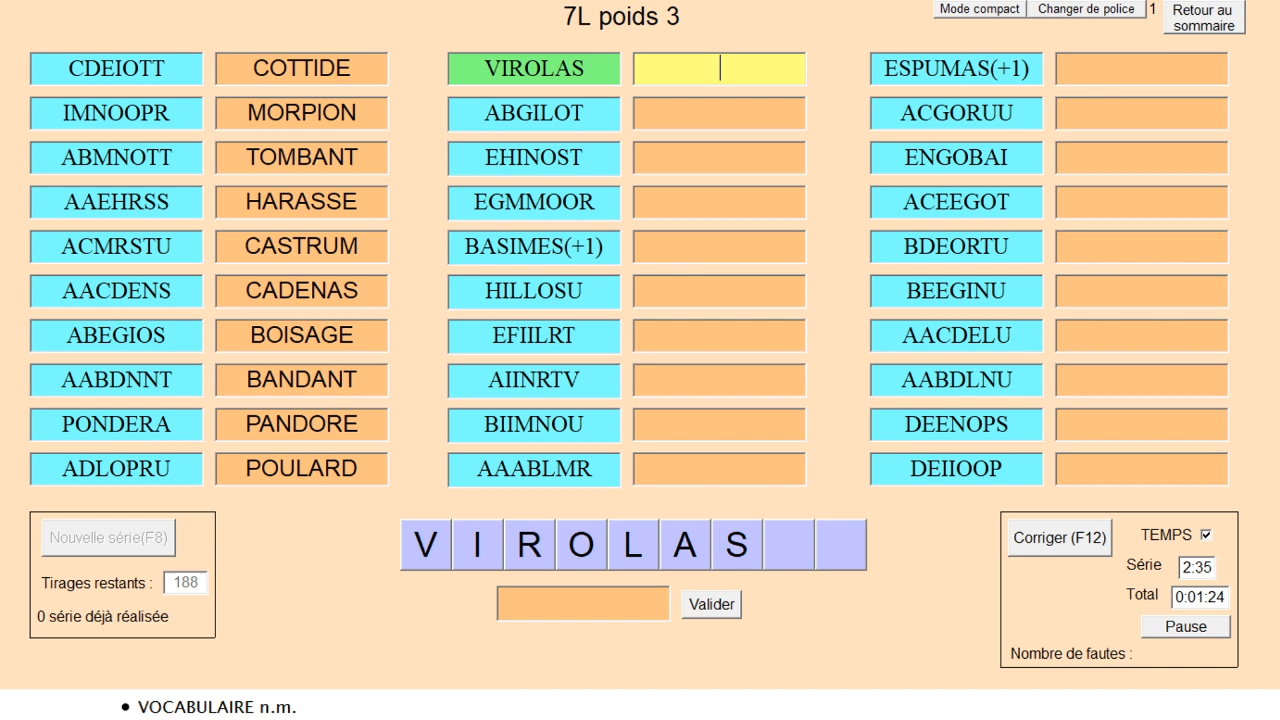 7L poids 3
Mode compact Changer de police 1 Retour au sommaire
CDEIOTT COTTIDE VIROLAS ESPUMAS(+1)
IMNOOPR MORPION ABGILOT ACGORUU
ABMNOTT TOMBANT EHINOST ENGOBAI
AAEHRSS HARASSE EGMMOOR ACEEGOT
ACMRSTU CASTRUM BASIMES(+1) BDEORTU
AACDENS CADENAS HILLOSU BEEGINU
ABEGIOS BOISAGE EFIILRT AACDELU
AABDNNT BANDANT AIINRTV AABDLNU
PONDERA PANDORE BIIMNOU DEENOPS
ADLOPRU POULARD AAABLMR DEIIOOP
Nouvelle série(F8)
Tirages restants : 188
0 série déjà réalisée
V I R O L A S
Valider
Corriger (F12) TEMPS
Série 2:35
Total 0:01:24
Pause
Nombre de fautes :
• VOCABULAIRE n.m.